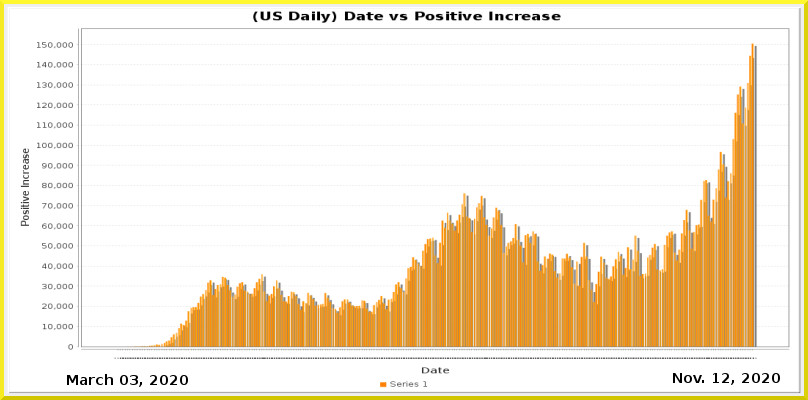 (US Daily) Date vs Positive Increase
Positive Increase
150,000
140,000
130,000
120,000
110,000
100,000
90,000
80,000
70,000
60,000
50,000
40,000
30,000
20,000
10,000
0
Date
March 03, 2020
Nov. 12, 2020
Series 1